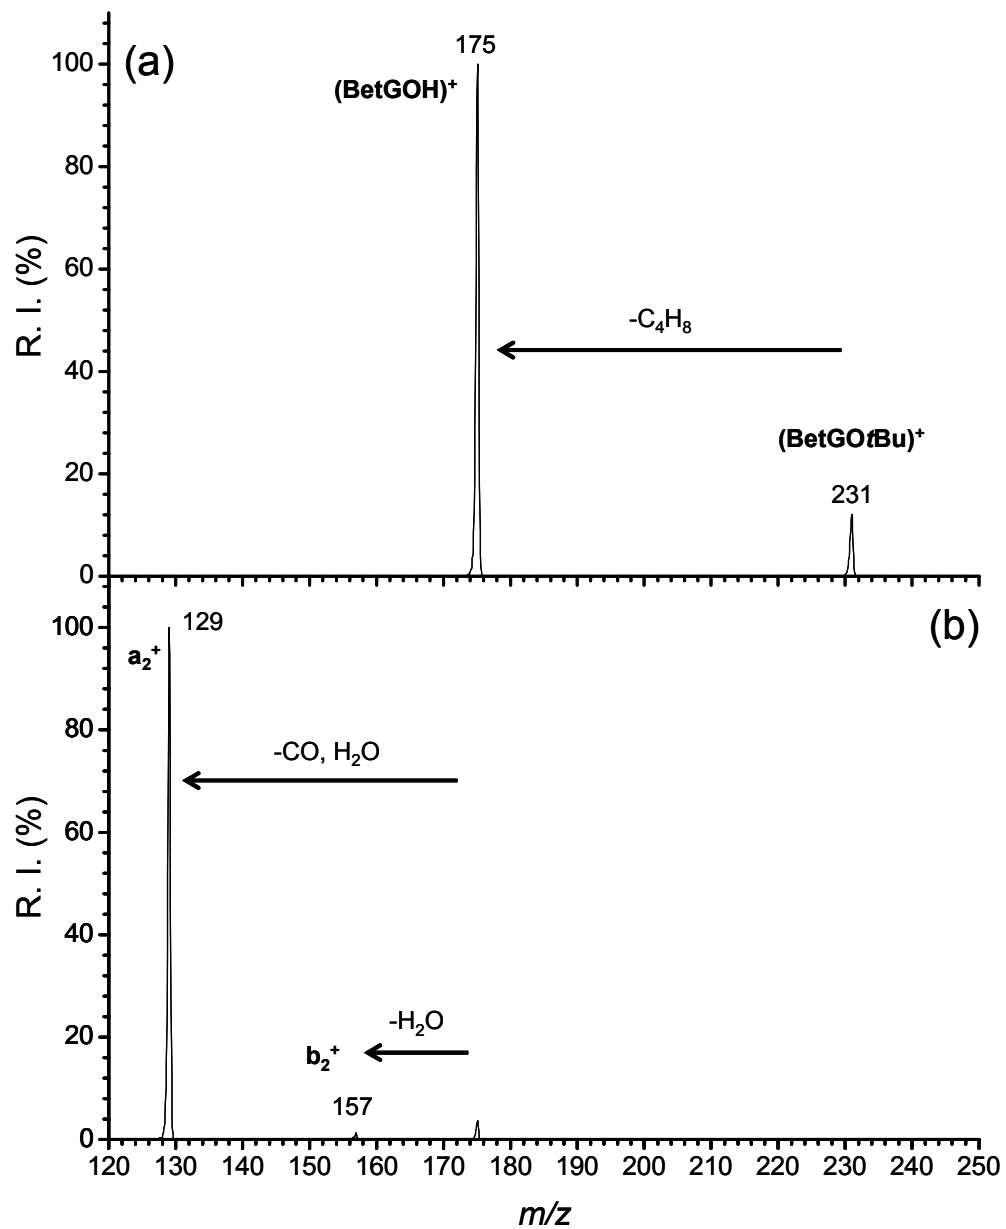 (a)
175
(BetGOH)⁺
-C₄H₈
(BetGOtBu)⁺
231
100
80
60
40
20
0
R. I. (%)
(b)
129
a₂⁺
-CO, H₂O
-H₂O
b₂⁺
157
100
80
60
40
20
0
R. I. (%)
120 130 140 150 160 170 180 190 200 210 220 230 240 250
m/z